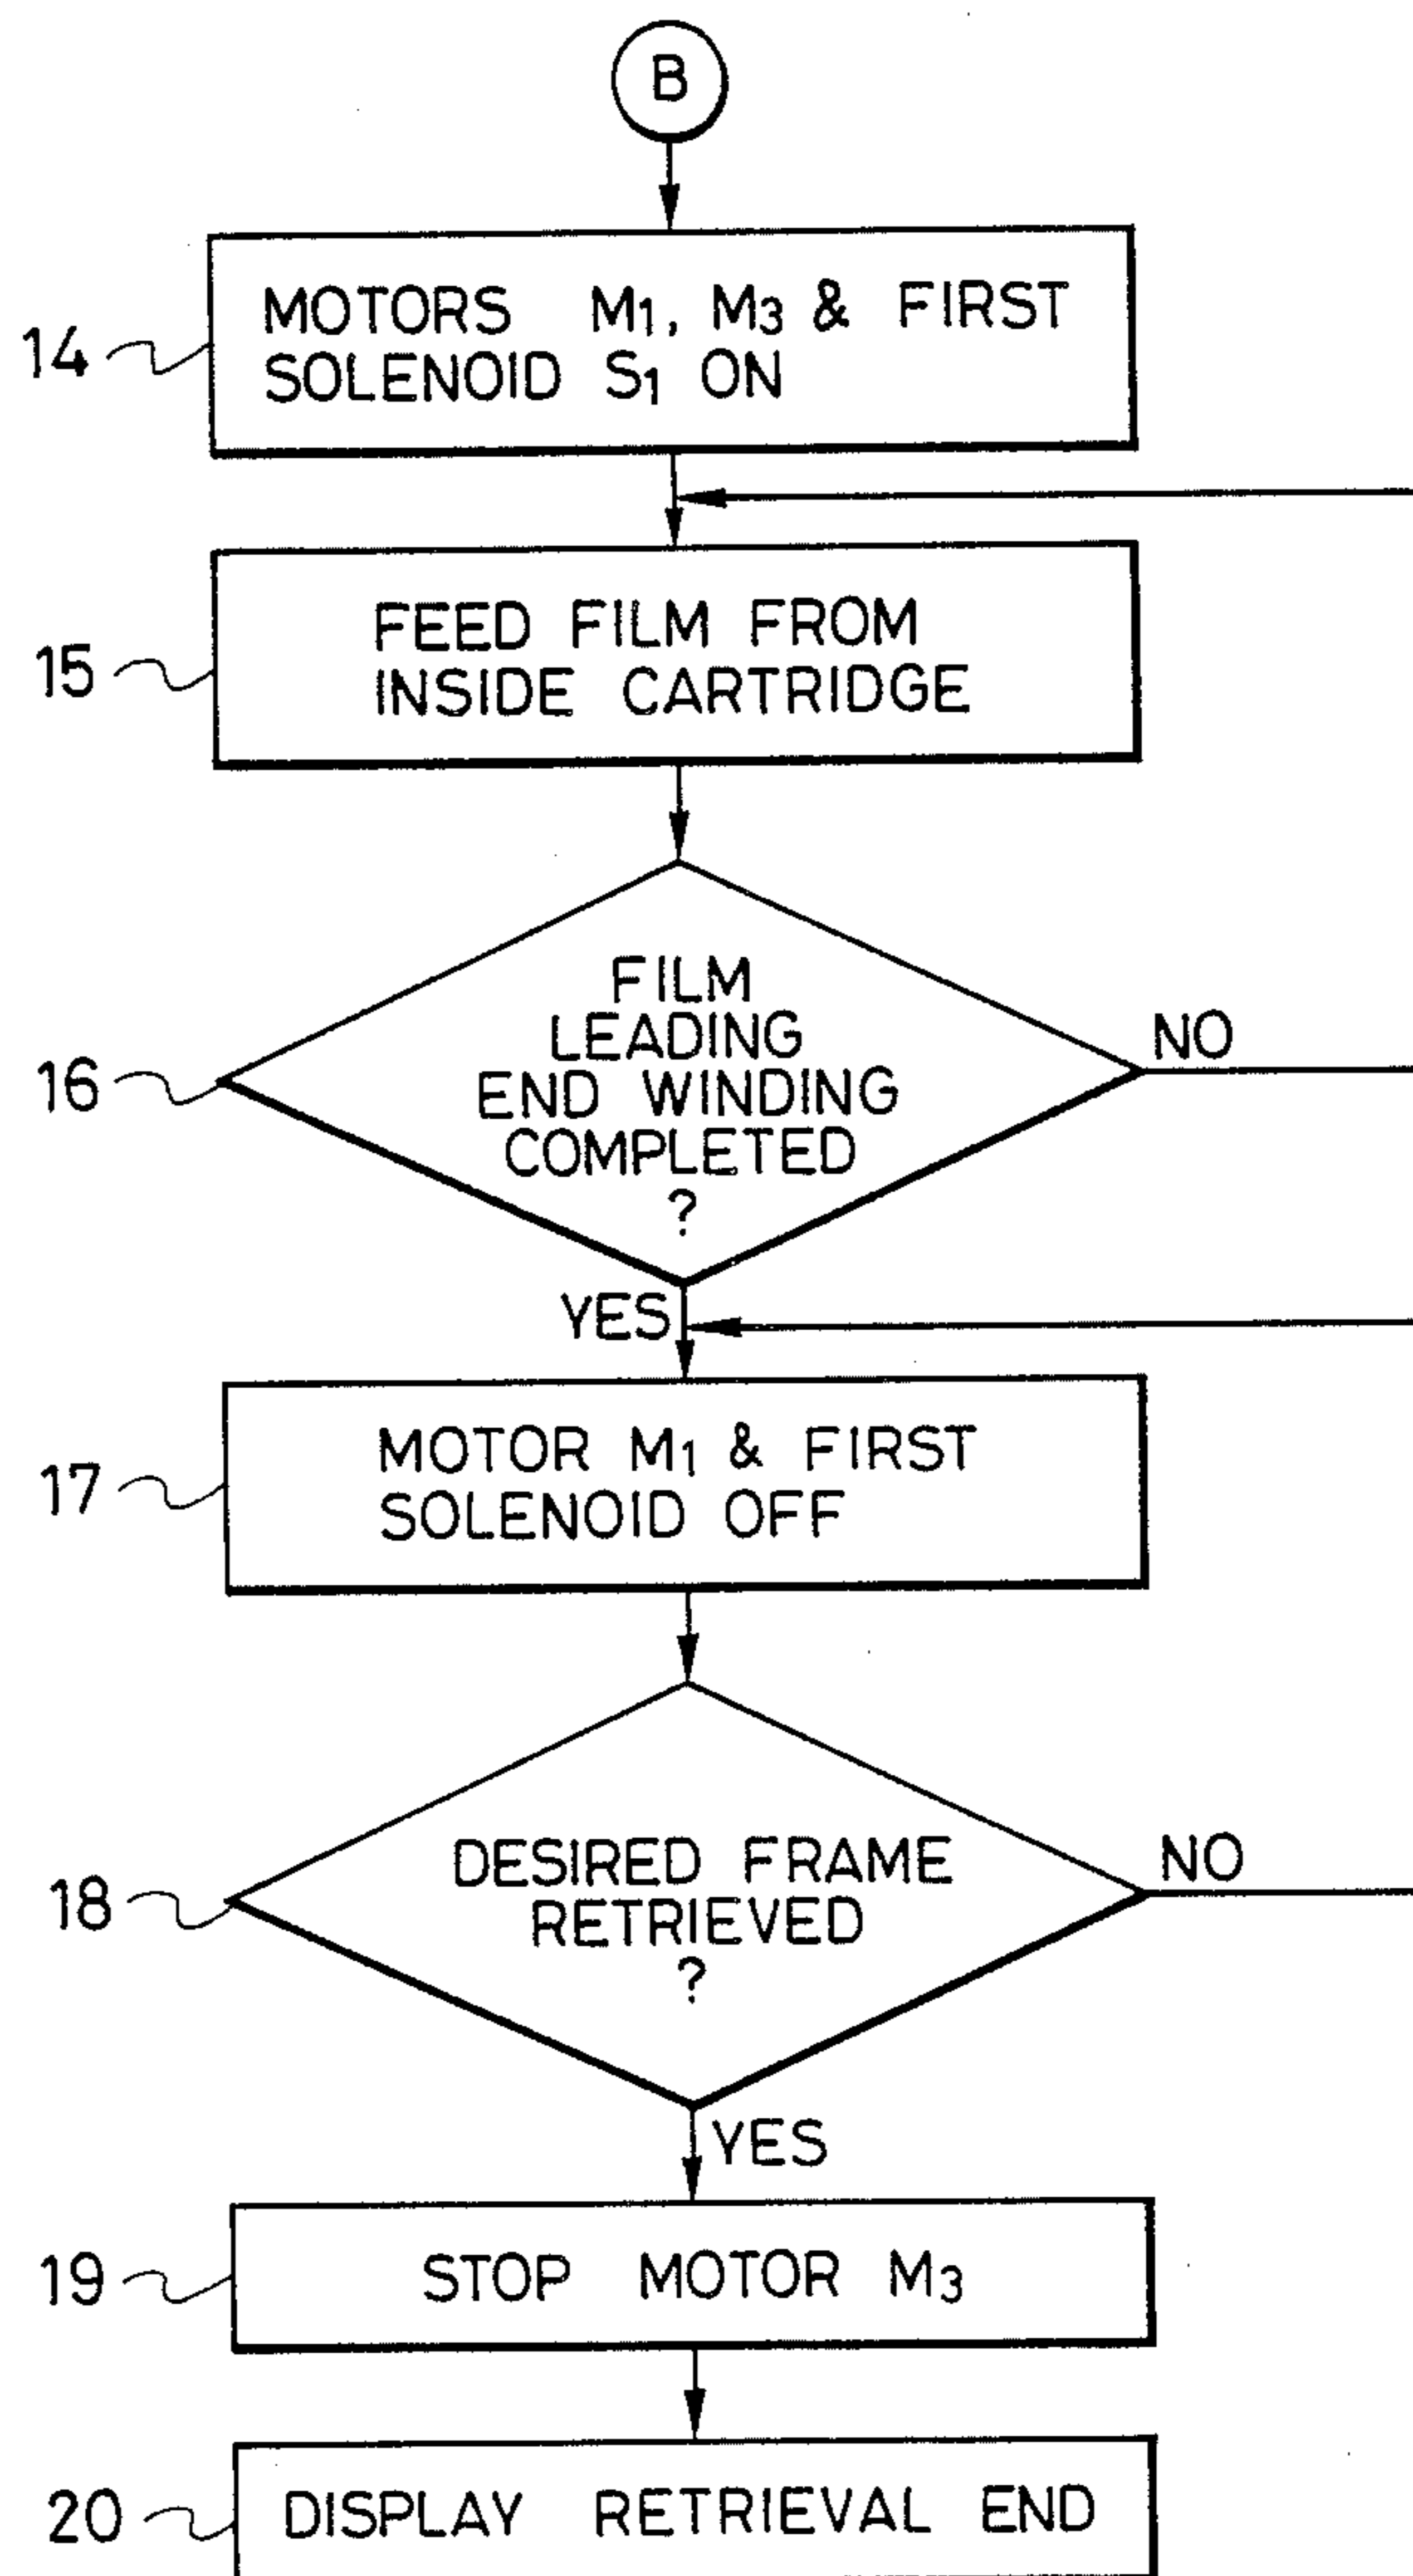 B
14
MOTORS M1, M3 & FIRST
SOLENOID S1 ON
15
FEED FILM FROM
INSIDE CARTRIDGE
16
FILM
LEADING
END WINDING
COMPLETED
?
NO
YES
17
MOTOR M1 & FIRST
SOLENOID OFF
18
DESIRED FRAME
RETRIEVED
?
NO
YES
19
STOP MOTOR M3
20
DISPLAY RETRIEVAL END